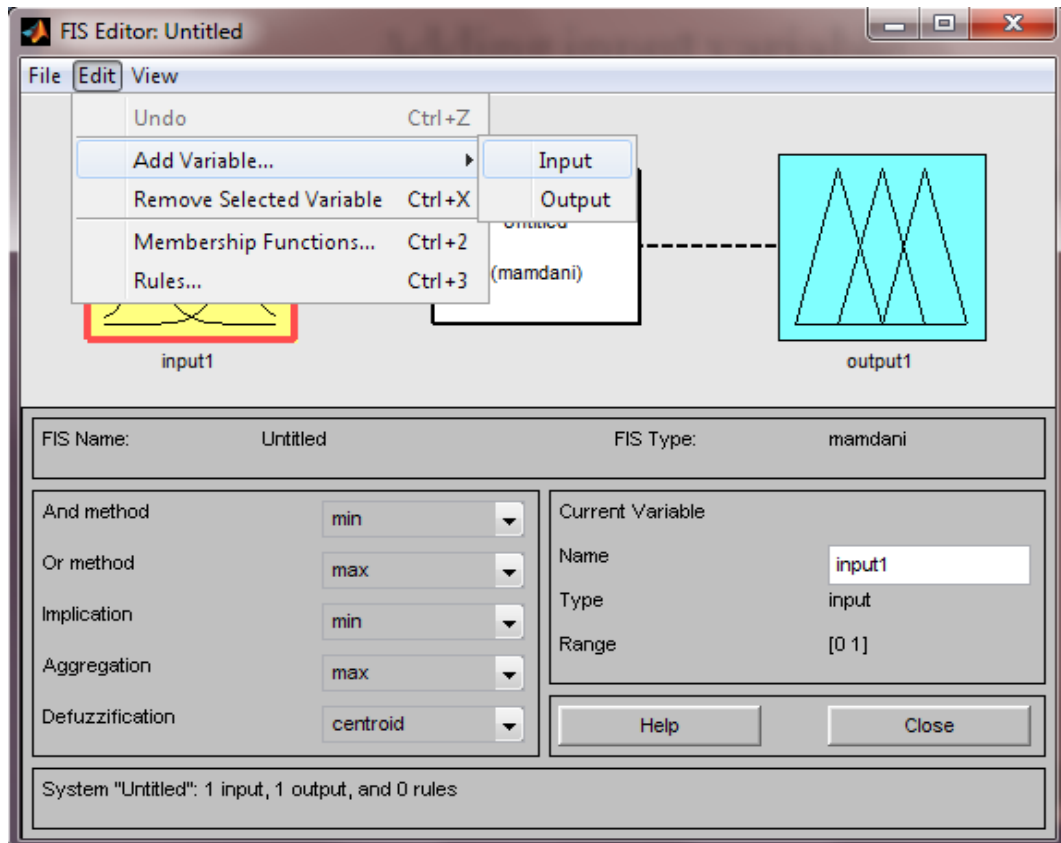 FIS Editor: Untitled
File Edit View
Undo Ctrl+Z
Add Variable... Input
Remove Selected Variable Ctrl+X Output
Membership Functions... Ctrl+2
Rules... Ctrl+3
Untitled
(mamdani)
input1
output1
FIS Name: Untitled FIS Type: mamdani
And method min
Or method max
Implication min
Aggregation max
Defuzzification centroid
Current Variable
Name input1
Type input
Range [0 1]
Help Close
System "Untitled": 1 input, 1 output, and 0 rules